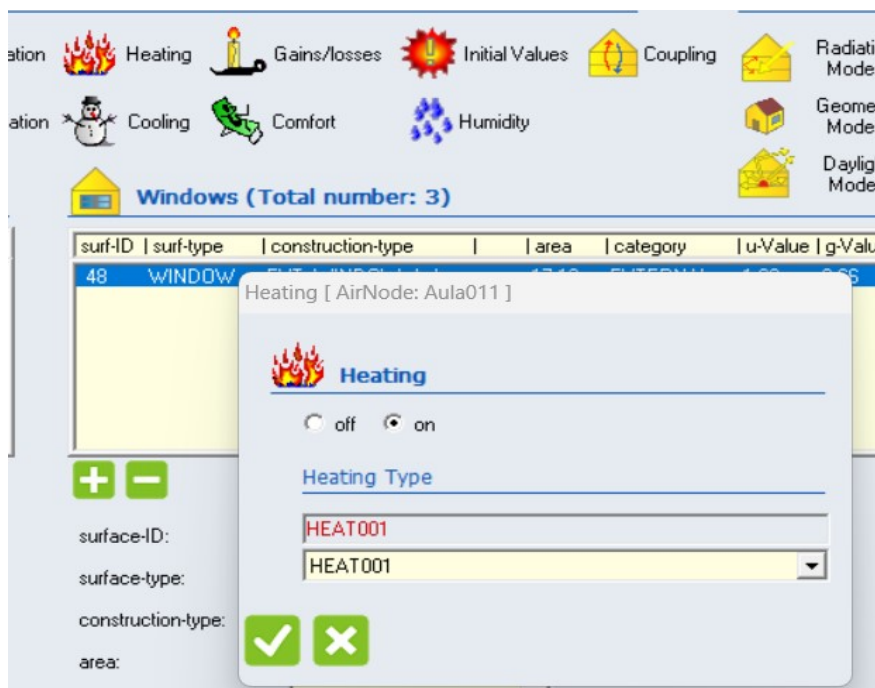 ation Heating Gains/losses Initial Values Coupling Radiati
Mode
ation Cooling Comfort Humidity Geome
Mode
Daylig
Mode
Windows (Total number: 3)
surf-ID | surf-type | construction-type | | area | category | u-Value | g-Valu
48 WINDOW
Heating [ AirNode: Aula011 ]
Heating
off on
Heating Type
HEAT001
HEAT001
surface-ID:
surface-type:
construction-type:
area: